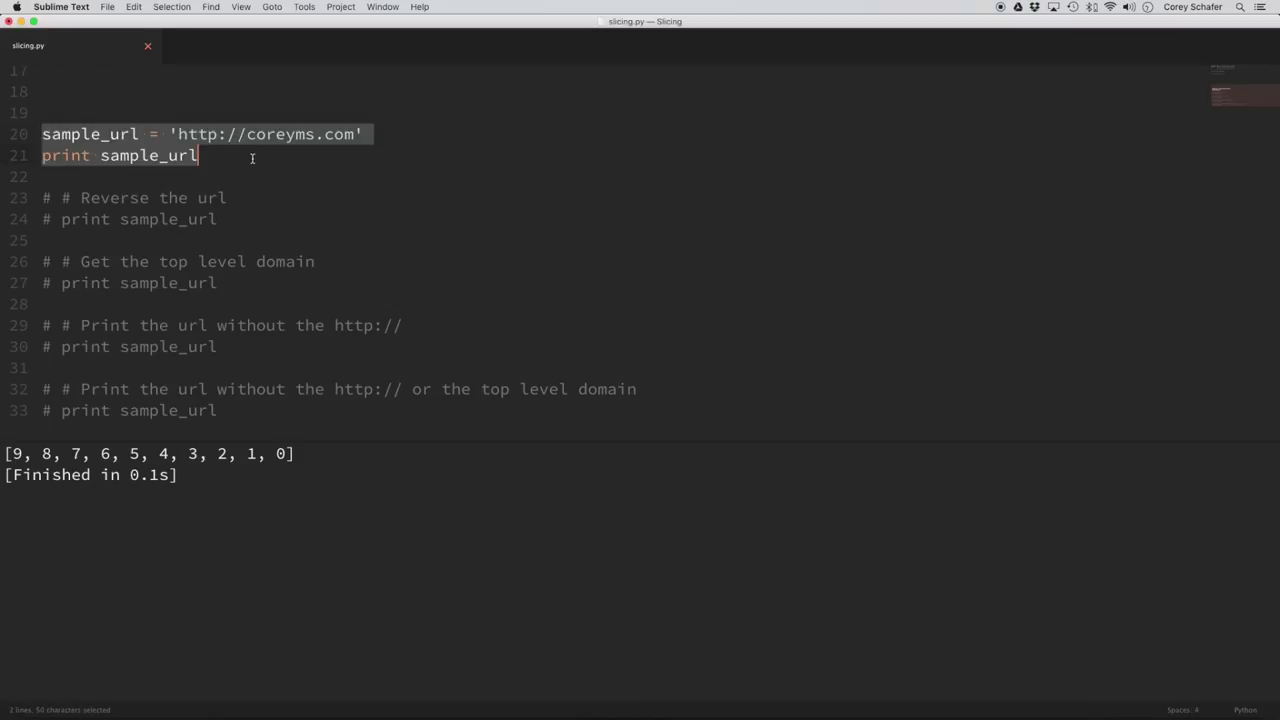 Sublime Text File Edit Selection Find View Goto Tools Project Window Help Corey Schafer
slicing.py — Slicing
slicing.py
17
18
19
20 sample_url = 'http://coreyms.com'
21 print sample_url
22
23 # # Reverse the url
24 # print sample_url
25
26 # # Get the top level domain
27 # print sample_url
28
29 # # Print the url without the http://
30 # print sample_url
31
32 # # Print the url without the http:// or the top level domain
33 # print sample_url
[9, 8, 7, 6, 5, 4, 3, 2, 1, 0]
[Finished in 0.1s]
2 lines, 50 characters selected Spaces: 4 Python